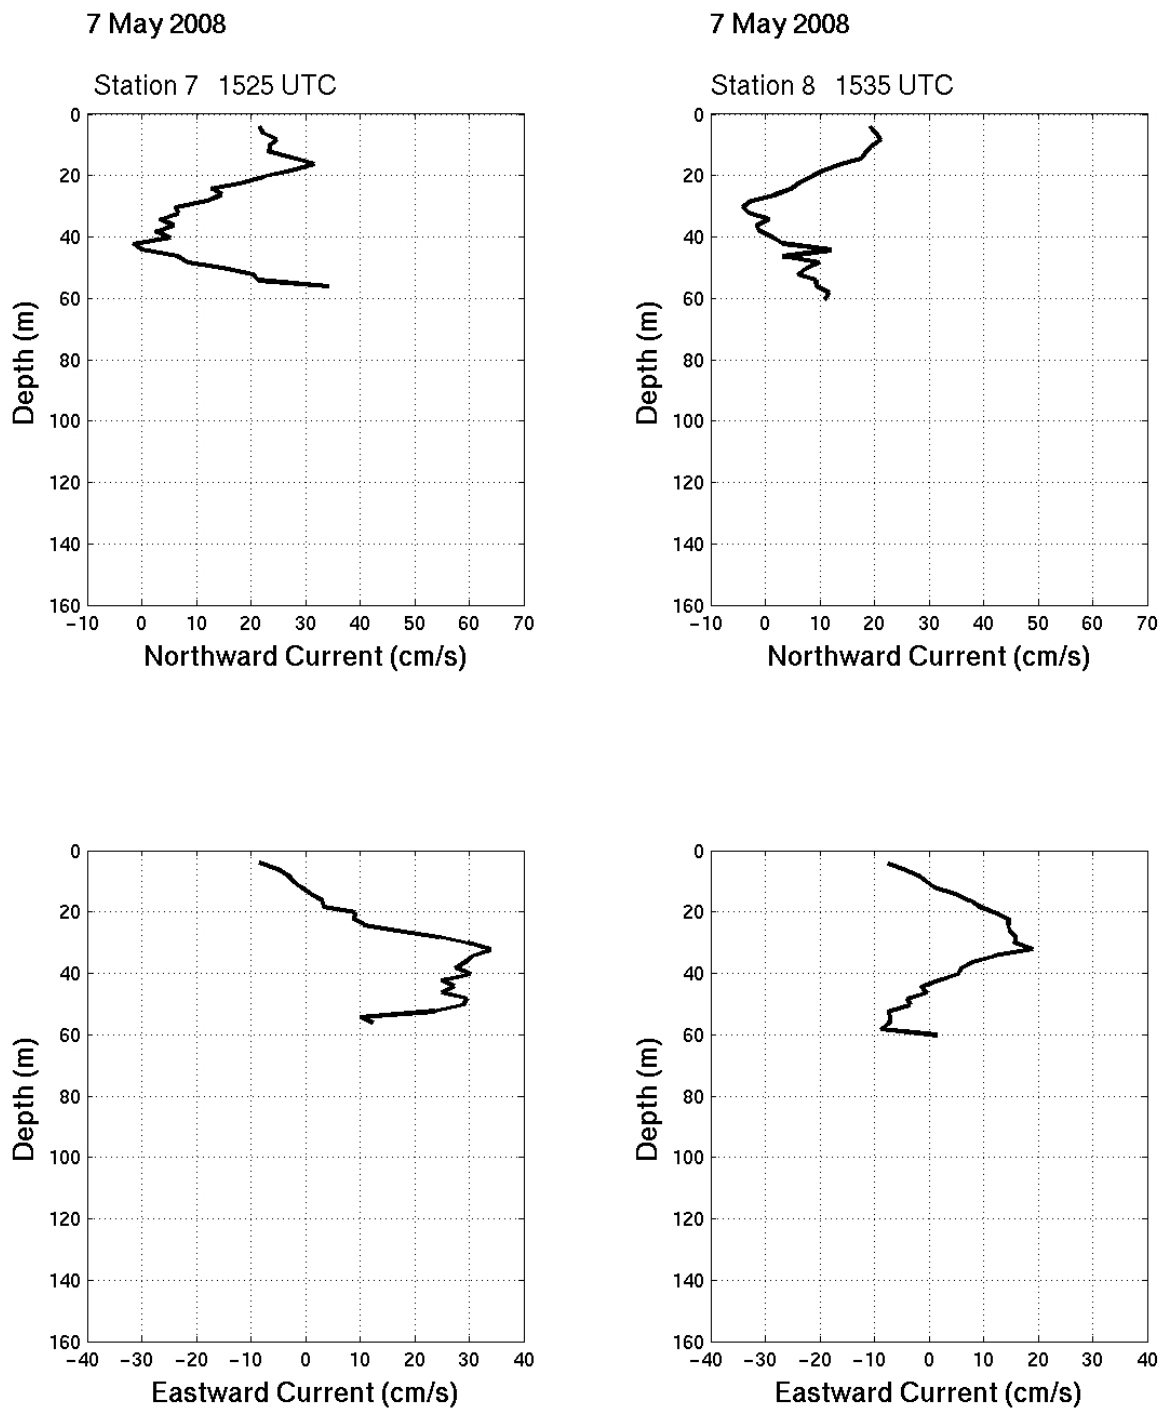 7 May 2008
7 May 2008
Station 7 1525 UTC
Station 8 1535 UTC
0
20
40
60
80
100
120
140
160
Depth (m)
−10 0 10 20 30 40 50 60 70
Northward Current (cm/s)
0
20
40
60
80
100
120
140
160
Depth (m)
−10 0 10 20 30 40 50 60 70
Northward Current (cm/s)
0
20
40
60
80
100
120
140
160
Depth (m)
−40 −30 −20 −10 0 10 20 30 40
Eastward Current (cm/s)
0
20
40
60
80
100
120
140
160
Depth (m)
−40 −30 −20 −10 0 10 20 30 40
Eastward Current (cm/s)